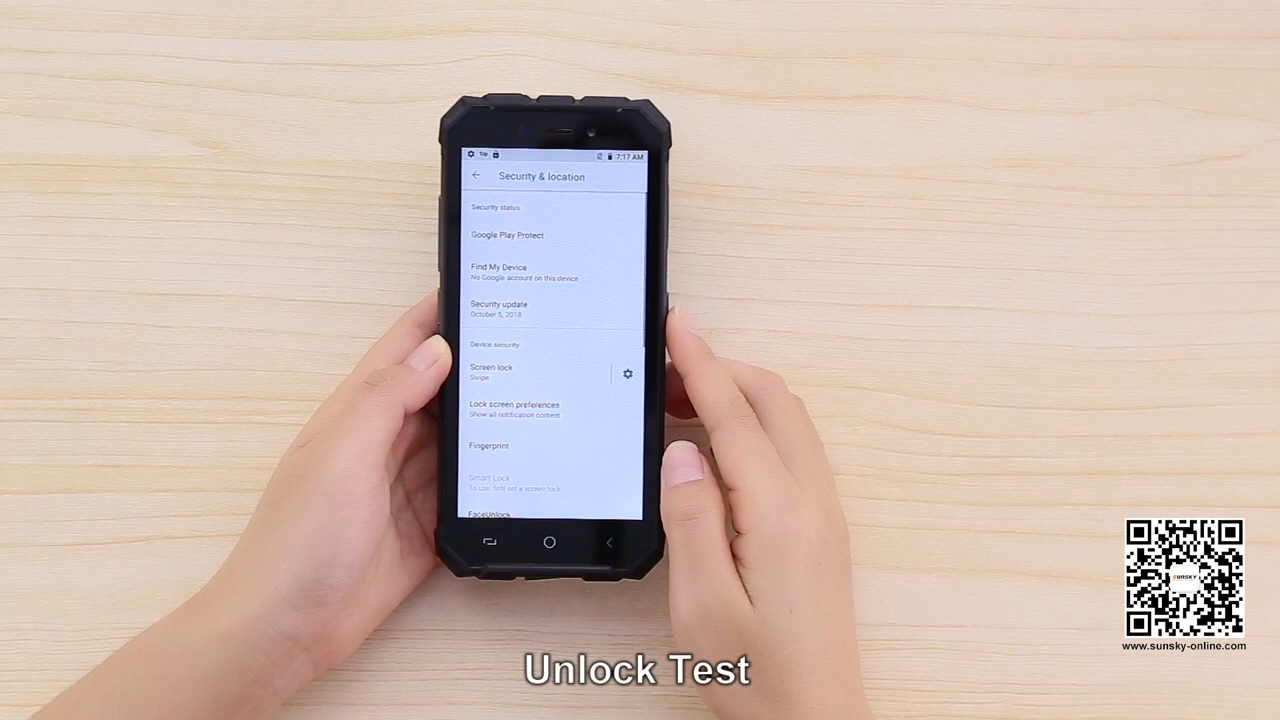 Top
7:17 AM
Security & location
Security status
Google Play Protect
Find My Device
No Google account on this device
Security update
October 5, 2018
Device security
Screen lock
Swipe
Lock screen preferences
Show all notification content
Fingerprint
Smart Lock
To use, first set a screen lock
FaceUnlock
SUNSKY
www.sunsky-online.com
Unlock Test